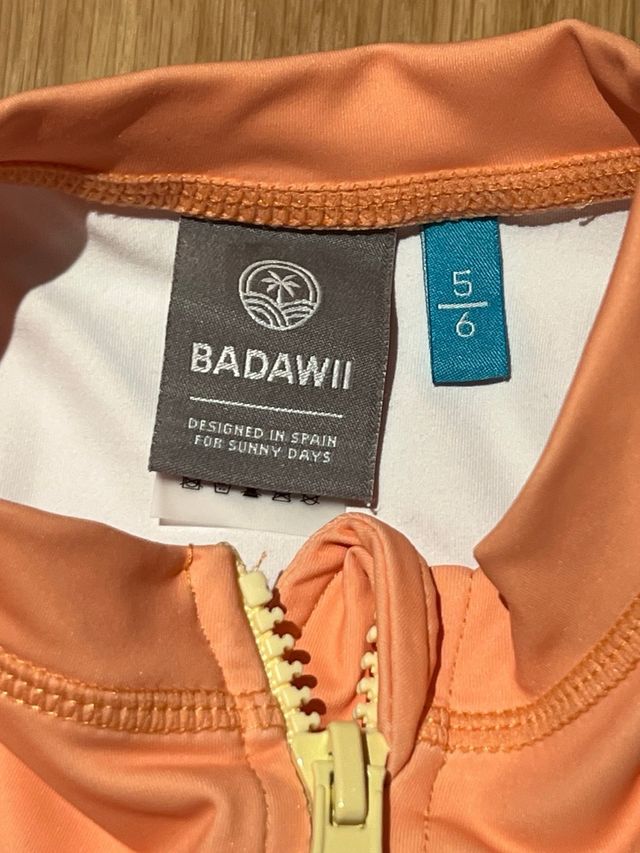 BADAWII
DESIGNED IN SPAIN
FOR SUNNY DAYS
5
6